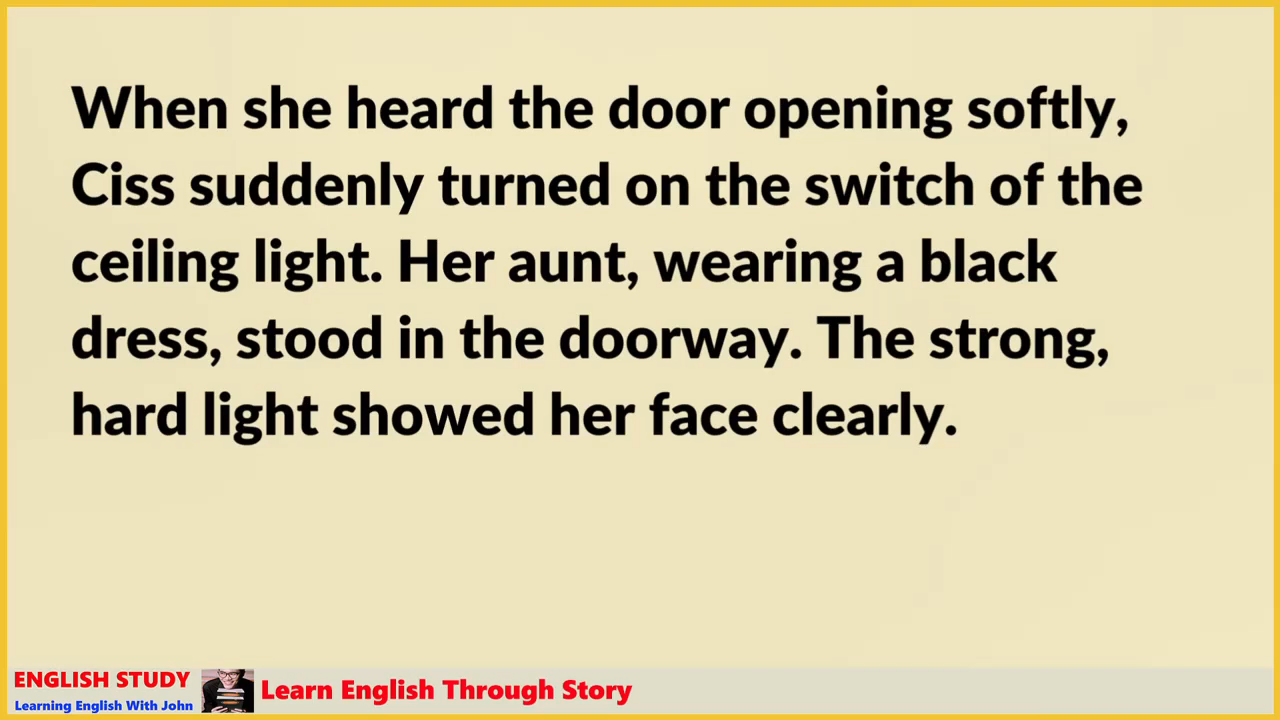 When she heard the door opening softly,
Ciss suddenly turned on the switch of the
ceiling light. Her aunt, wearing a black
dress, stood in the doorway. The strong,
hard light showed her face clearly.
ENGLISH STUDY
Learning English With John
Learn English Through Story